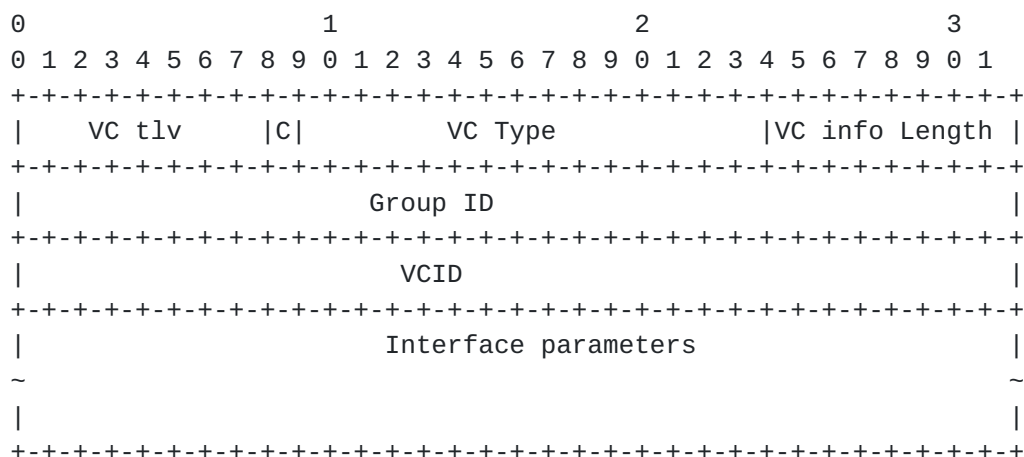 0                   1                   2                   3
0 1 2 3 4 5 6 7 8 9 0 1 2 3 4 5 6 7 8 9 0 1 2 3 4 5 6 7 8 9 0 1
+-+-+-+-+-+-+-+-+-+-+-+-+-+-+-+-+-+-+-+-+-+-+-+-+-+-+-+-+-+-+-+-+
|    VC tlv     |C|         VC Type             |VC info Length |
+-+-+-+-+-+-+-+-+-+-+-+-+-+-+-+-+-+-+-+-+-+-+-+-+-+-+-+-+-+-+-+-+
|                      Group ID                                 |
+-+-+-+-+-+-+-+-+-+-+-+-+-+-+-+-+-+-+-+-+-+-+-+-+-+-+-+-+-+-+-+-+
|                        VCID                                   |
+-+-+-+-+-+-+-+-+-+-+-+-+-+-+-+-+-+-+-+-+-+-+-+-+-+-+-+-+-+-+-+-+
|                       Interface parameters                    |
~                                                               ~
|                                                               |
+-+-+-+-+-+-+-+-+-+-+-+-+-+-+-+-+-+-+-+-+-+-+-+-+-+-+-+-+-+-+-+-+